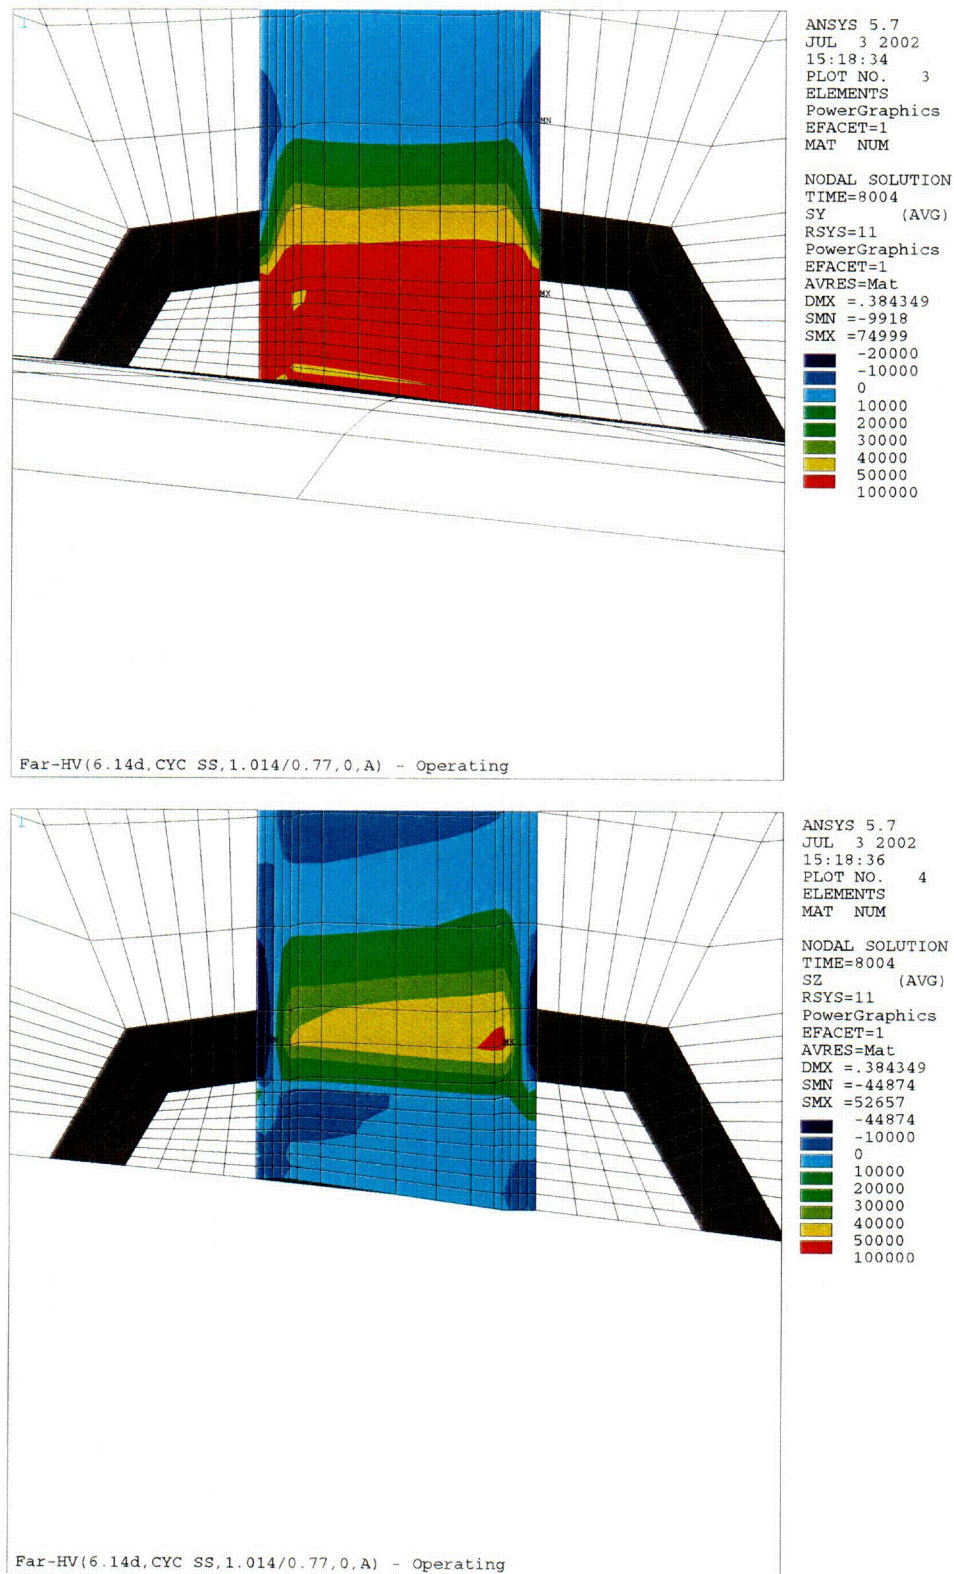 1
ANSYS 5.7
JUL 3 2002
15:18:34
PLOT NO. 3
ELEMENTS
PowerGraphics
EFACET=1
MAT NUM
NODAL SOLUTION
TIME=8004
SY (AVG)
RSYS=11
PowerGraphics
EFACET=1
AVRES=Mat
DMX =.384349
SMN =-9918
SMX =74999
-20000
-10000
0
10000
20000
30000
40000
50000
100000
MN
MX
Far-HV(6.14d,CYC SS,1.014/0.77,0,A) - Operating
1
ANSYS 5.7
JUL 3 2002
15:18:36
PLOT NO. 4
ELEMENTS
MAT NUM
NODAL SOLUTION
TIME=8004
SZ (AVG)
RSYS=11
PowerGraphics
EFACET=1
AVRES=Mat
DMX =.384349
SMN =-44874
SMX =52657
-44874
-10000
0
10000
20000
30000
40000
50000
100000
MX
Far-HV(6.14d,CYC SS,1.014/0.77,0,A) - Operating